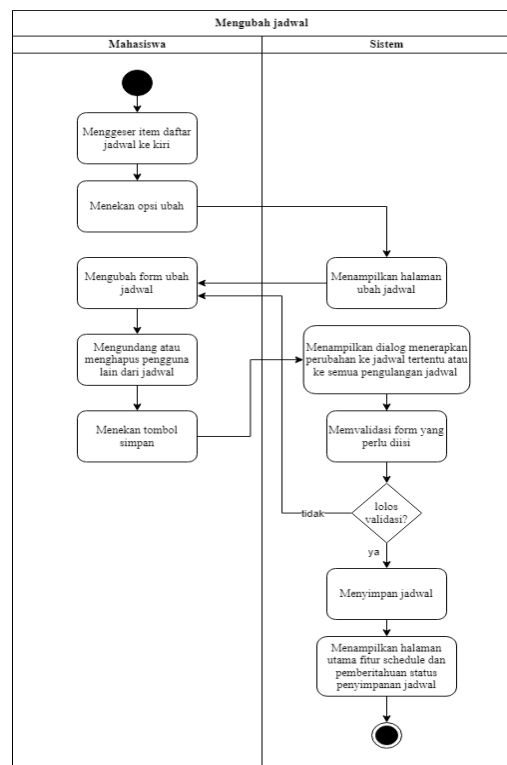 Mengubah jadwal
Mahasiswa
Sistem
Menggeser item daftar
jadwal ke kiri
Menekan opsi ubah
Menampilkan halaman
ubah jadwal
Mengubah form ubah
jadwal
Mengundang atau
menghapus pengguna
lain dari jadwal
Menekan tombol
simpan
Menampilkan dialog menerapkan
perubahan ke jadwal tertentu atau
ke semua pengulangan jadwal
Memvalidasi form yang
perlu diisi
lolos
validasi?
tidak
ya
Menyimpan jadwal
Menampilkan halaman
utama fitur schedule dan
pemberitahuan status
penyimpanan jadwal